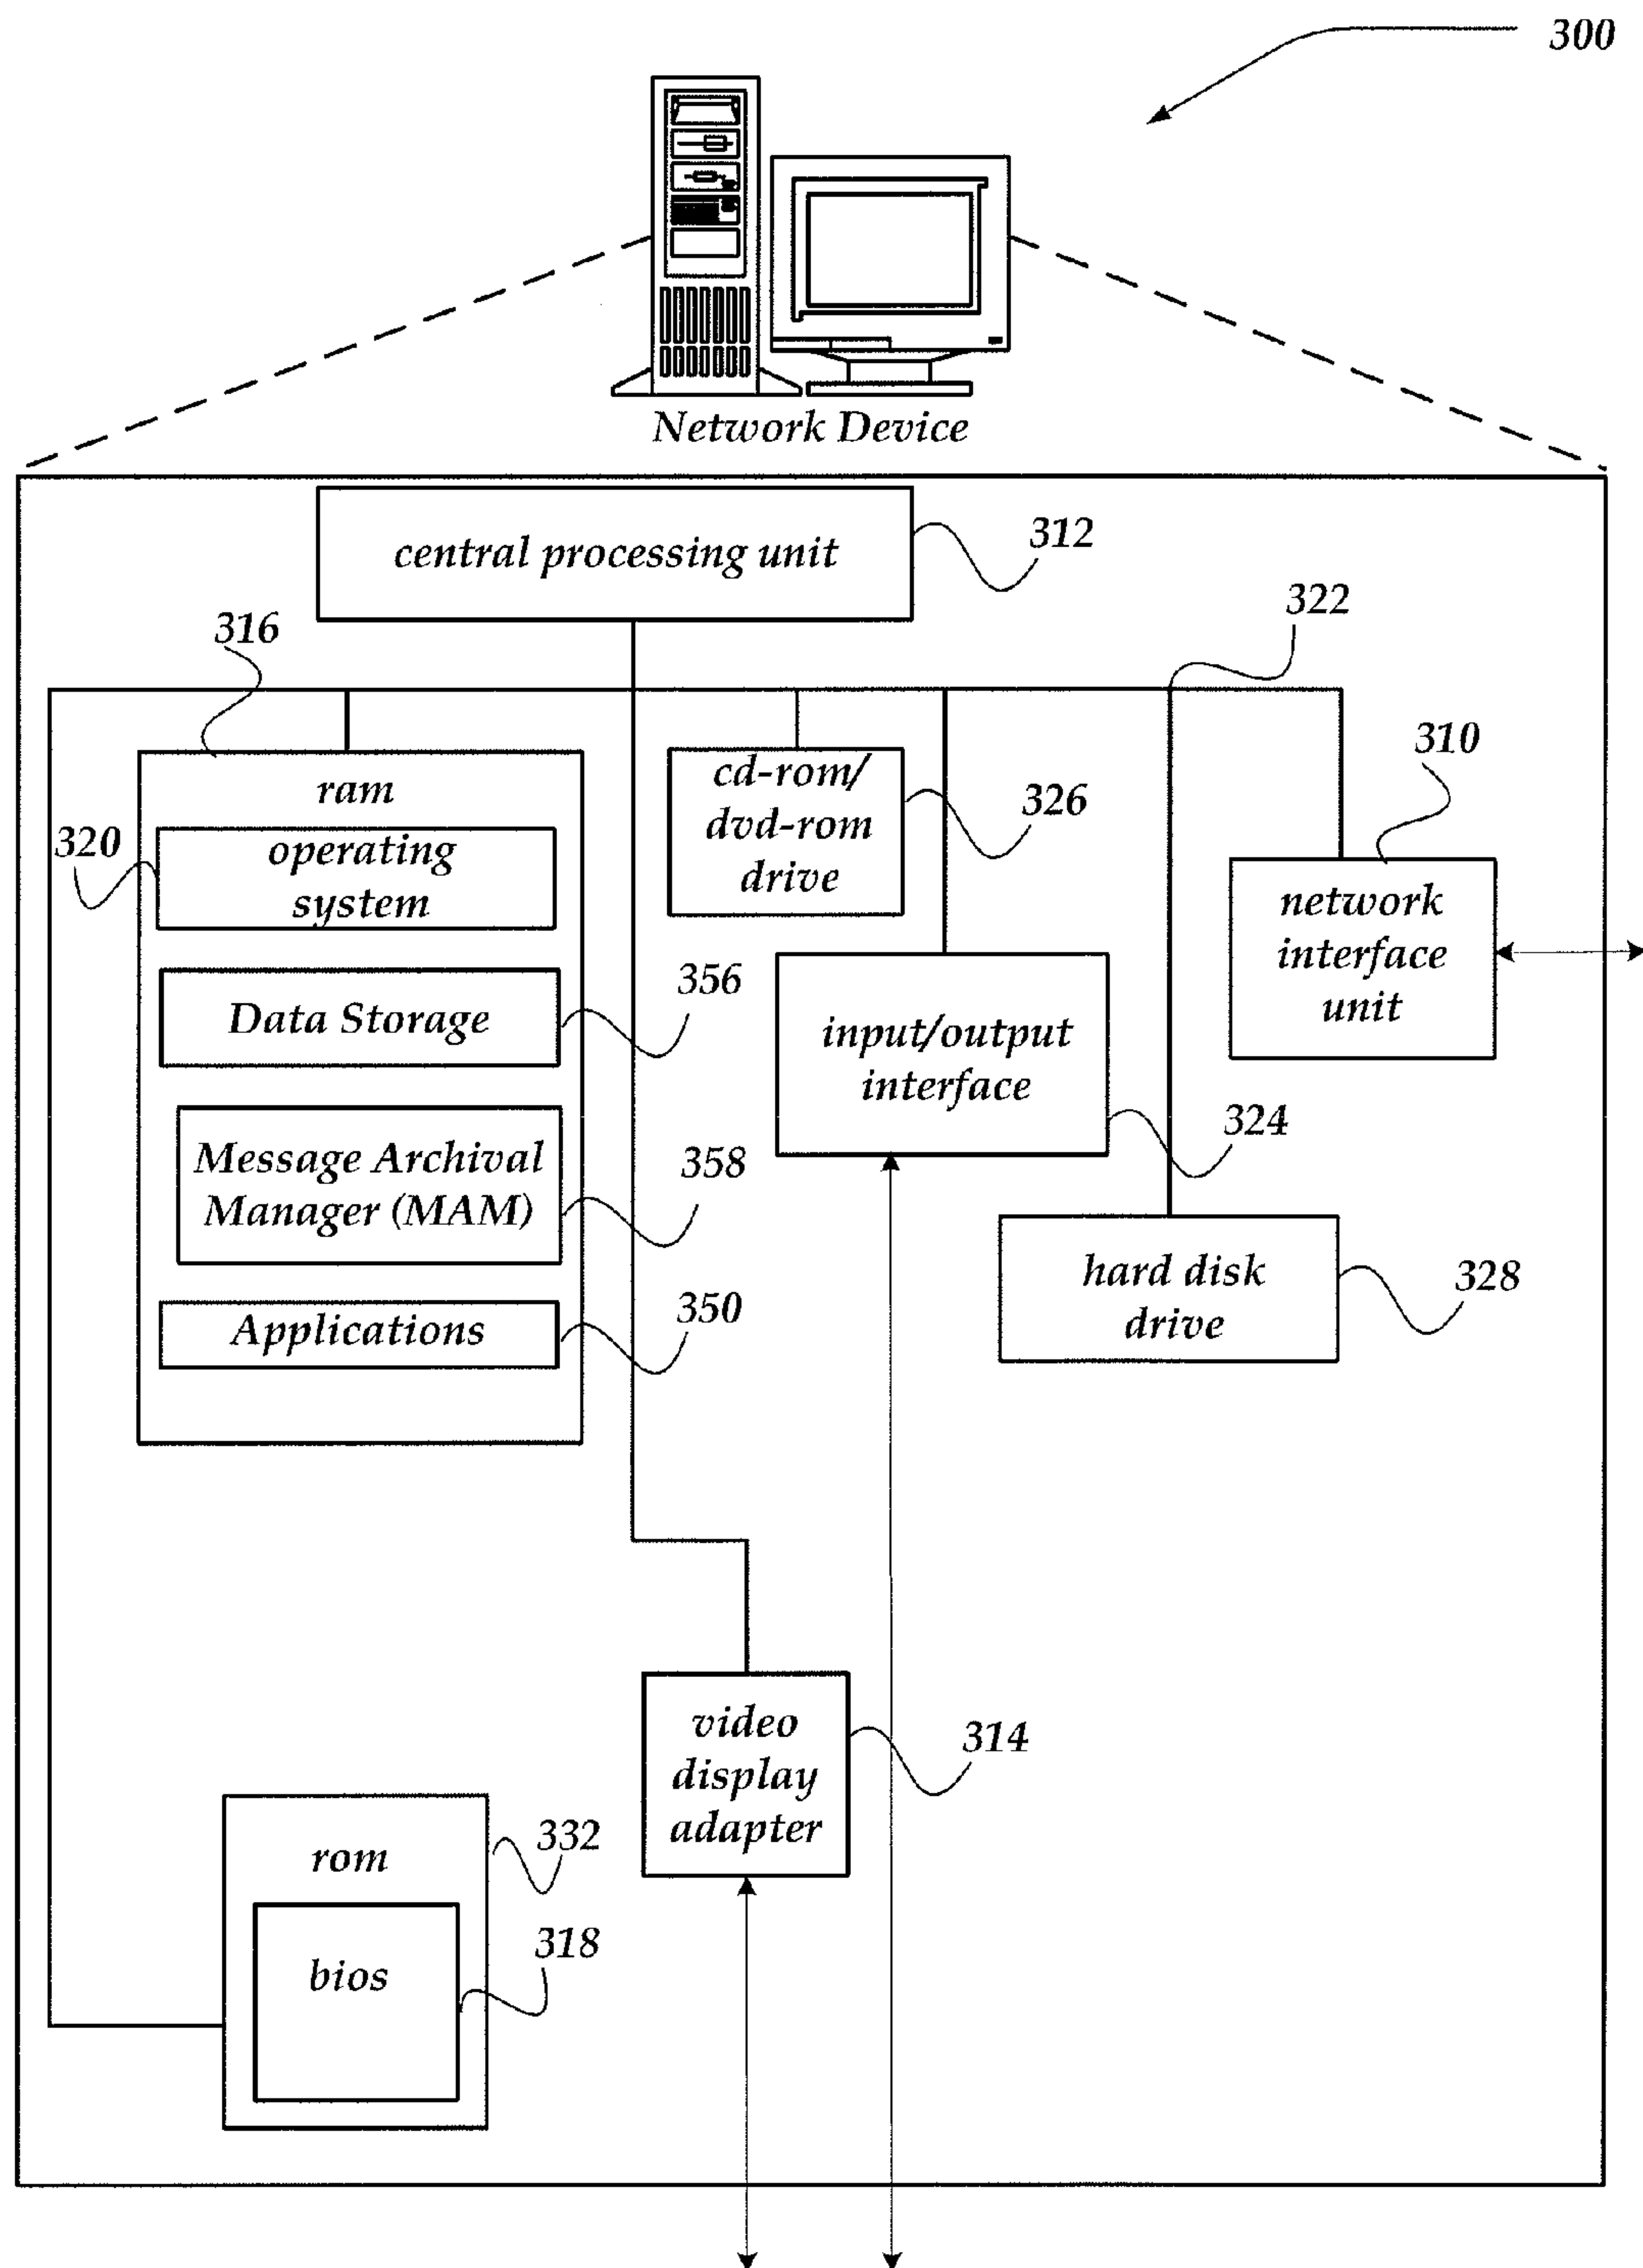 300
Network Device
central processing unit
312
322
316
310
ram
cd-rom/
dvd-rom
drive
326
320
operating
system
network
interface
unit
356
Data Storage
input/output
interface
324
358
Message Archival
Manager (MAM)
hard disk
drive
328
350
Applications
video
display
adapter
314
332
rom
318
bios